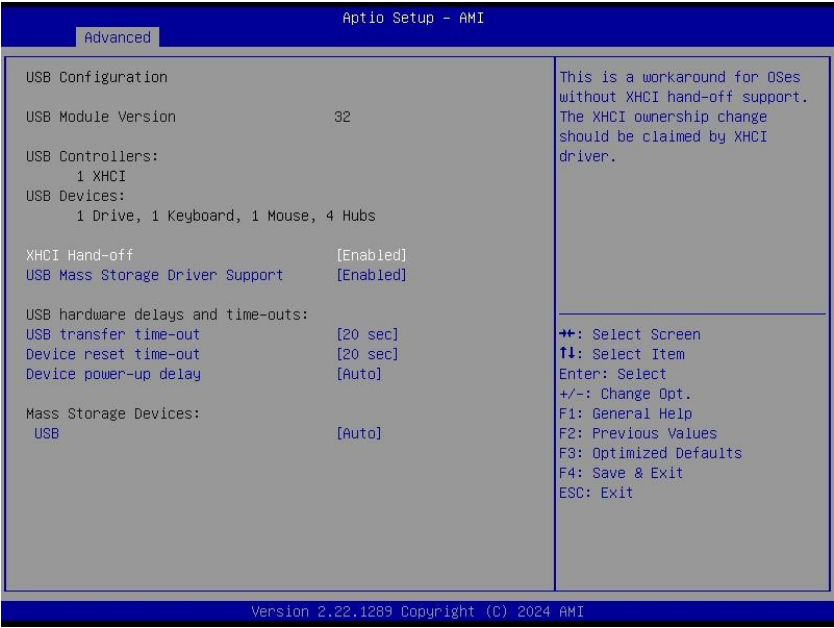 Aptio Setup - AMI
Advanced
USB Configuration
USB Module Version 32
USB Controllers:
1 XHCI
USB Devices:
1 Drive, 1 Keyboard, 1 Mouse, 4 Hubs
XHCI Hand-off [Enabled]
USB Mass Storage Driver Support [Enabled]
USB hardware delays and time-outs:
USB transfer time-out [20 sec]
Device reset time-out [20 sec]
Device power-up delay [Auto]
Mass Storage Devices:
USB [Auto]
This is a workaround for OSes
without XHCI hand-off support.
The XHCI ownership change
should be claimed by XHCI
driver.
→←: Select Screen
↑↓: Select Item
Enter: Select
+/-: Change Opt.
F1: General Help
F2: Previous Values
F3: Optimized Defaults
F4: Save & Exit
ESC: Exit
Version 2.22.1289 Copyright (C) 2024 AMI